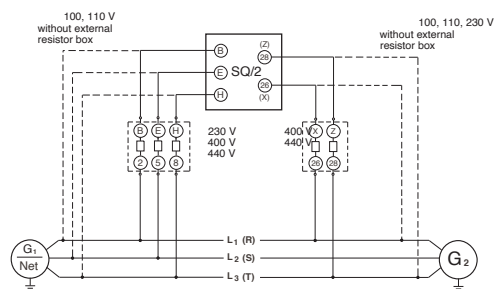 100, 110 V
without external
resistor box
100, 110, 230 V
without external
resistor box
B
(Z)
28
E
SQ/2
26
(X)
H
B E H
230 V
400 V
440 V
2 5 8
400 V
440 V
X Z
26 28
L1 (R)
L2 (S)
L3 (T)
G1
Net
G2